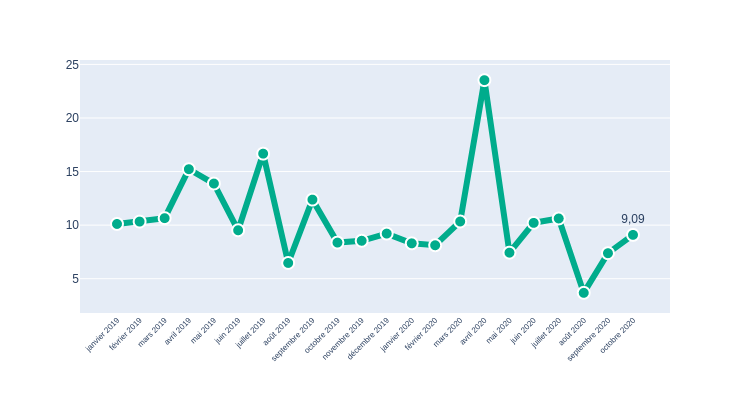 25
20
15
10
5
9,09
janvier 2019
février 2019
mars 2019
avril 2019
mai 2019
juin 2019
juillet 2019
août 2019
septembre 2019
octobre 2019
novembre 2019
décembre 2019
janvier 2020
février 2020
mars 2020
avril 2020
mai 2020
juin 2020
juillet 2020
août 2020
septembre 2020
octobre 2020